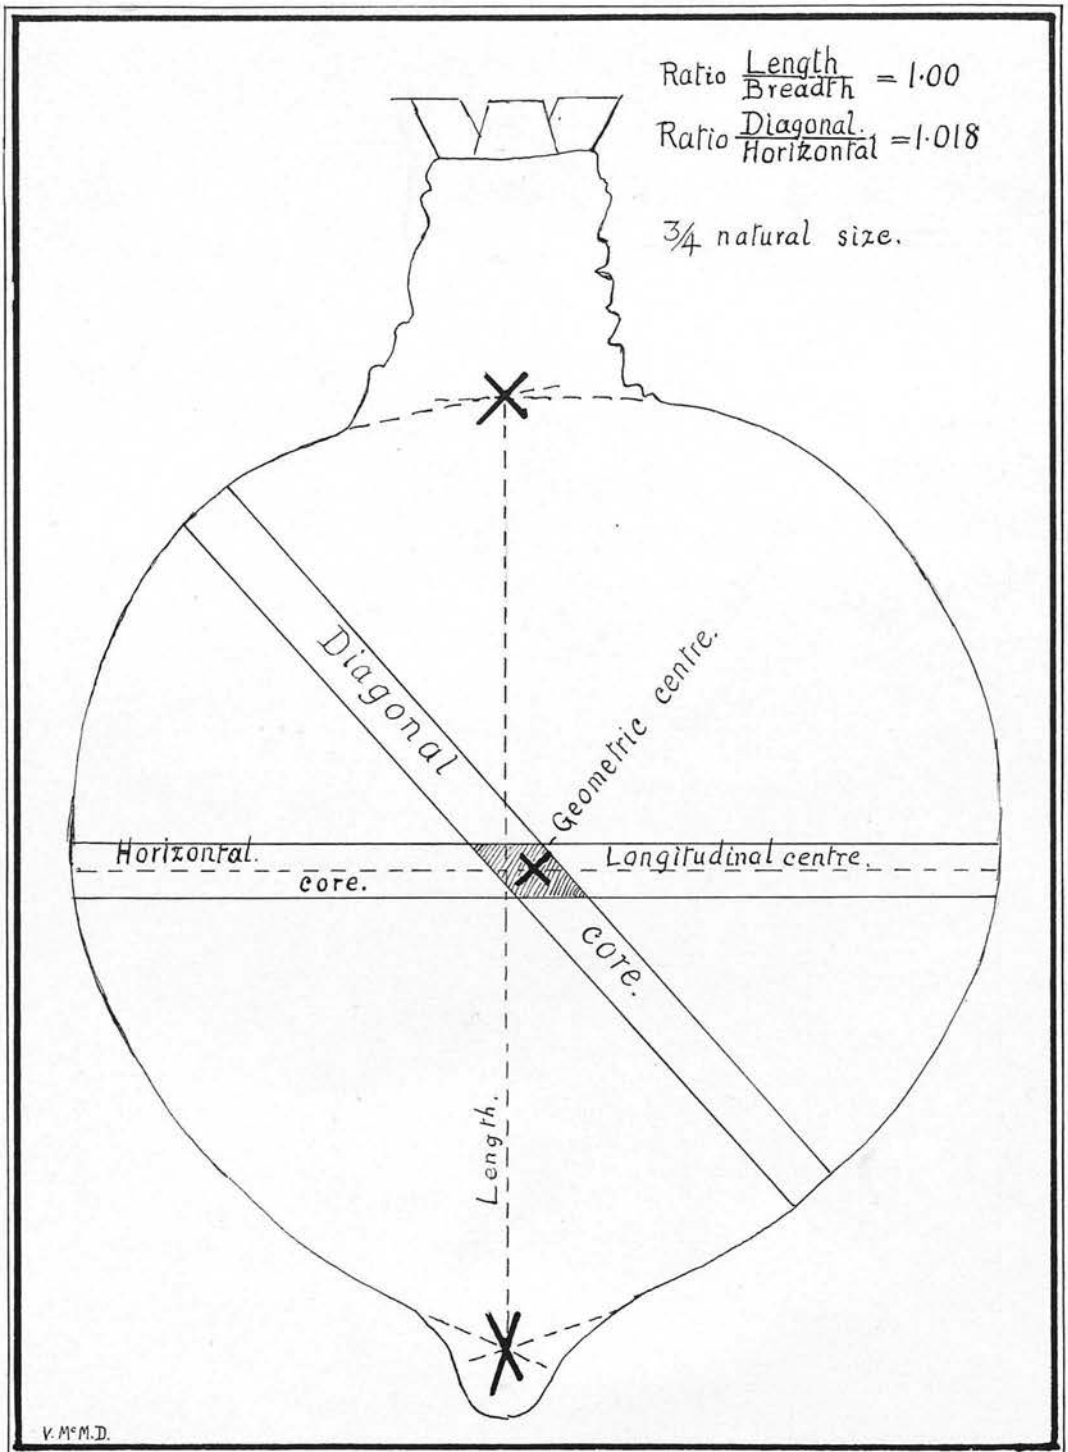 Ratio Length
Breadth = 1·00
Ratio Diagonal.
Horizontal = 1·018
3/4 natural size.
Diagonal
Geometric centre.
Horizontal.
core.
Longitudinal centre.
core.
Length.
V. McM.D.